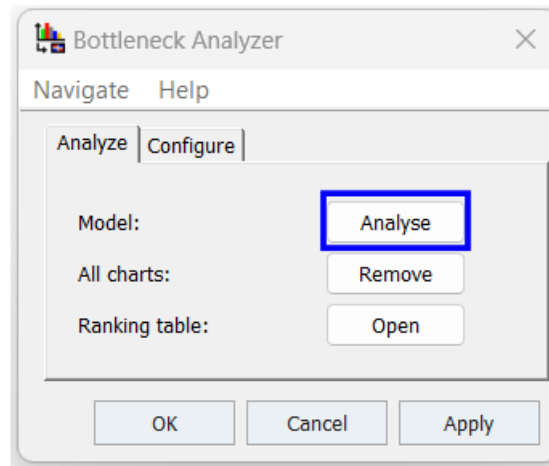 Bottleneck Analyzer
Navigate Help
Analyze Configure
Model: Analyse
All charts: Remove
Ranking table: Open
OK Cancel Apply